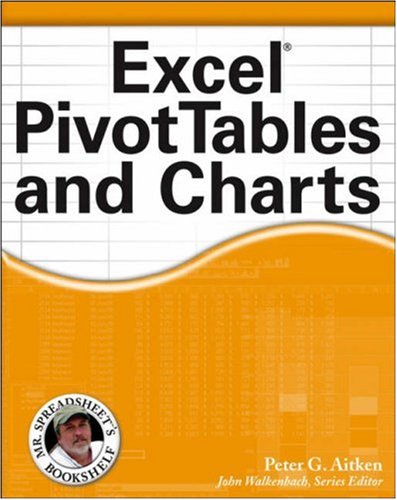 Excel®
PivotTables
and Charts
MR. SPREADSHEET'S
BOOKSHELF
Peter G. Aitken
John Walkenbach, Series Editor